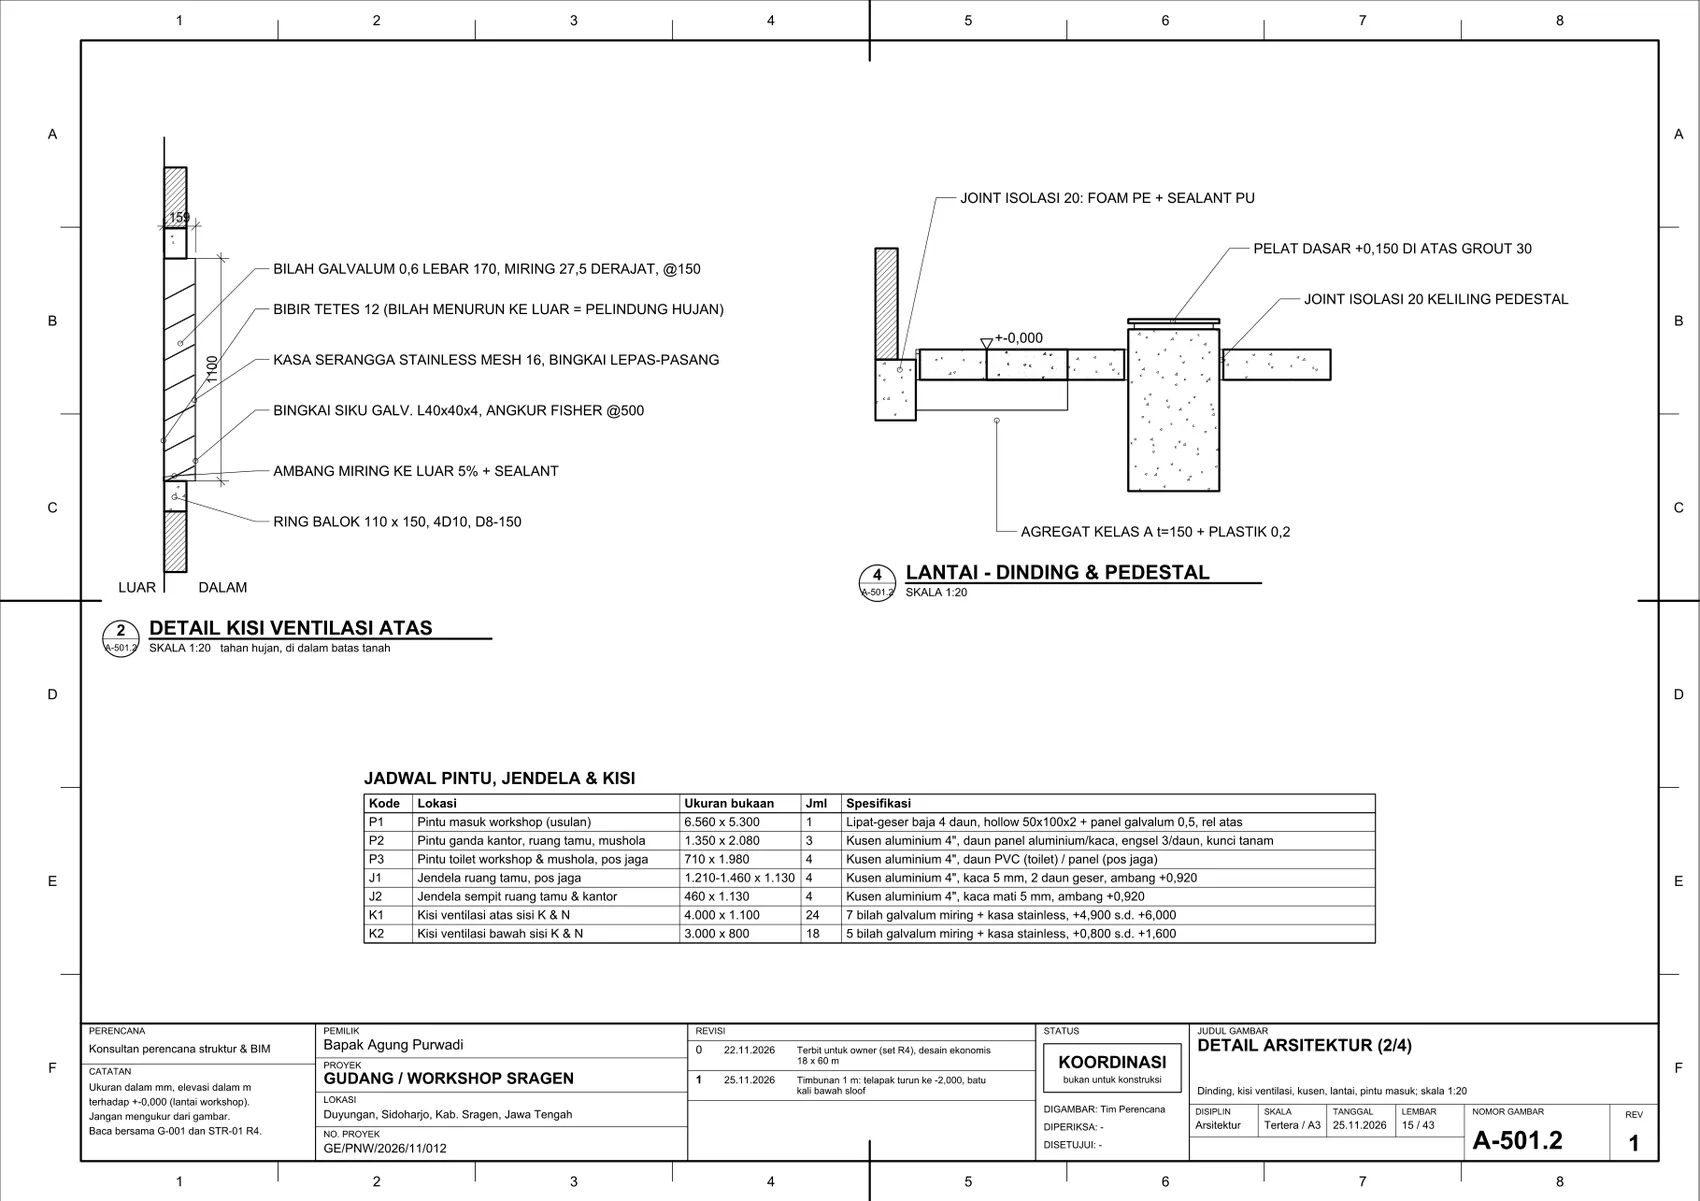 1 2 3 4 5 6 7 8
A A
B B
C C
D D
E E
F F
159
1100
BILAH GALVALUM 0,6 LEBAR 170, MIRING 27,5 DERAJAT, @150
BIBIR TETES 12 (BILAH MENURUN KE LUAR = PELINDUNG HUJAN)
KASA SERANGGA STAINLESS MESH 16, BINGKAI LEPAS-PASANG
BINGKAI SIKU GALV. L40x40x4, ANGKUR FISHER @500
AMBANG MIRING KE LUAR 5% + SEALANT
RING BALOK 110 x 150, 4D10, D8-150
LUAR DALAM
2
A-501.2
DETAIL KISI VENTILASI ATAS
SKALA 1:20 tahan hujan, di dalam batas tanah
JOINT ISOLASI 20: FOAM PE + SEALANT PU
PELAT DASAR +0,150 DI ATAS GROUT 30
JOINT ISOLASI 20 KELILING PEDESTAL
+-0,000
AGREGAT KELAS A t=150 + PLASTIK 0,2
4
A-501.2
LANTAI - DINDING & PEDESTAL
SKALA 1:20
JADWAL PINTU, JENDELA & KISI
Kode Lokasi Ukuran bukaan Jml Spesifikasi
P1 Pintu masuk workshop (usulan) 6.560 x 5.300 1 Lipat-geser baja 4 daun, hollow 50x100x2 + panel galvalum 0,5, rel atas
P2 Pintu ganda kantor, ruang tamu, mushola 1.350 x 2.080 3 Kusen aluminium 4", daun panel aluminium/kaca, engsel 3/daun, kunci tanam
P3 Pintu toilet workshop & mushola, pos jaga 710 x 1.980 4 Kusen aluminium 4", daun PVC (toilet) / panel (pos jaga)
J1 Jendela ruang tamu, pos jaga 1.210-1.460 x 1.130 4 Kusen aluminium 4", kaca 5 mm, 2 daun geser, ambang +0,920
J2 Jendela sempit ruang tamu & kantor 460 x 1.130 4 Kusen aluminium 4", kaca mati 5 mm, ambang +0,920
K1 Kisi ventilasi atas sisi K & N 4.000 x 1.100 24 7 bilah galvalum miring + kasa stainless, +4,900 s.d. +6,000
K2 Kisi ventilasi bawah sisi K & N 3.000 x 800 18 5 bilah galvalum miring + kasa stainless, +0,800 s.d. +1,600
PERENCANA
Konsultan perencana struktur & BIM
CATATAN
Ukuran dalam mm, elevasi dalam m
terhadap +-0,000 (lantai workshop).
Jangan mengukur dari gambar.
Baca bersama G-001 dan STR-01 R4.
PEMILIK
Bapak Agung Purwadi
PROYEK
GUDANG / WORKSHOP SRAGEN
LOKASI
Duyungan, Sidoharjo, Kab. Sragen, Jawa Tengah
NO. PROYEK
GE/PNW/2026/11/012
REVISI
0 22.11.2026 Terbit untuk owner (set R4), desain ekonomis
18 x 60 m
1 25.11.2026 Timbunan 1 m: telapak turun ke -2,000, batu
kali bawah sloof
STATUS
KOORDINASI
bukan untuk konstruksi
DIGAMBAR: Tim Perencana
DIPERIKSA: -
DISETUJUI: -
JUDUL GAMBAR
DETAIL ARSITEKTUR (2/4)
Dinding, kisi ventilasi, kusen, lantai, pintu masuk; skala 1:20
DISIPLIN SKALA TANGGAL LEMBAR NOMOR GAMBAR REV
Arsitektur Tertera / A3 25.11.2026 15 / 43 A-501.2 1
1 2 3 4 5 6 7 8